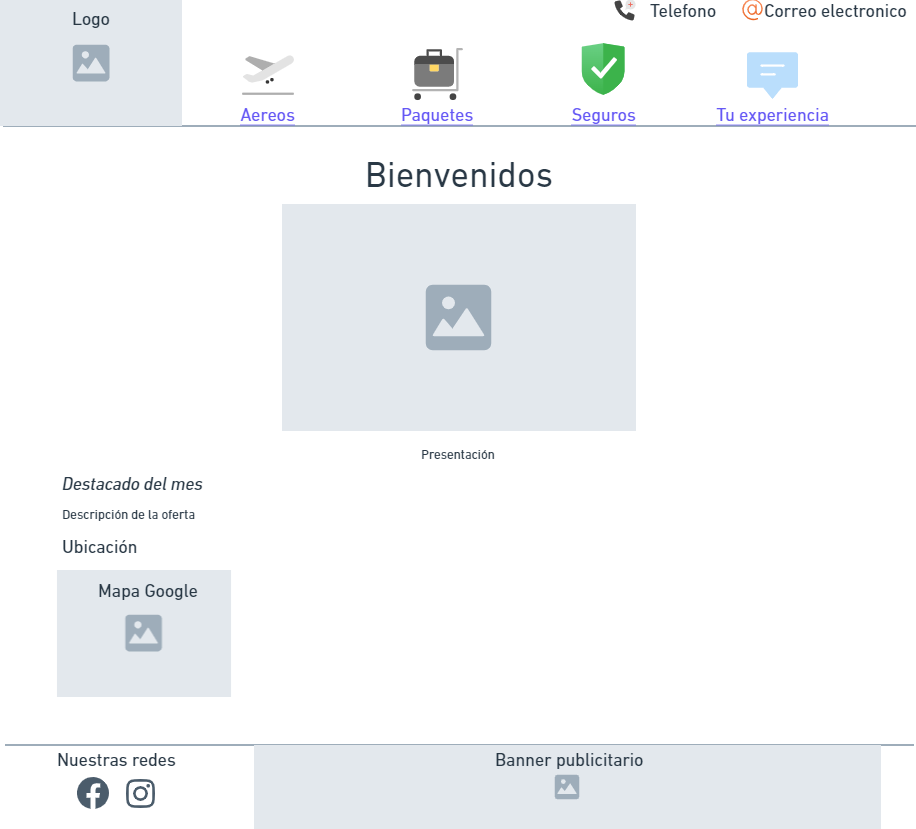 Logo
Telefono
@Correo electronico
Aereos
Paquetes
Seguros
Tu experiencia
Bienvenidos
Presentación
Destacado del mes
Descripción de la oferta
Ubicación
Mapa Google
Nuestras redes
Banner publicitario